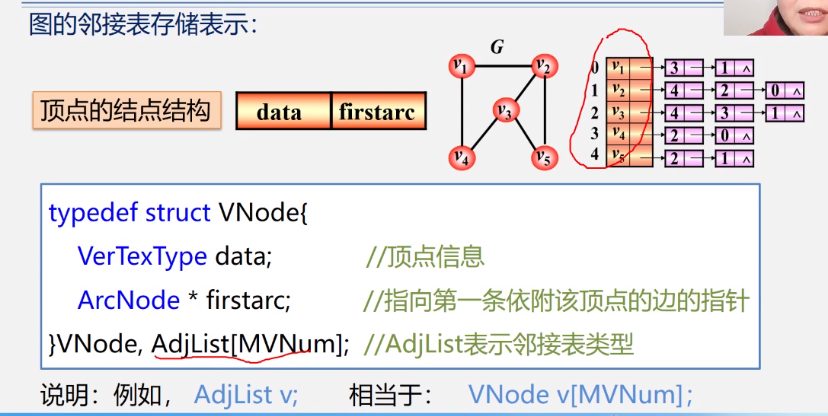 图的邻接表存储表示：
顶点的结点结构
data firstarc
G
v1 v2
v3
v4 v5
0 v1 3 1 ∧
1 v2 4 2 0 ∧
2 v3 4 3 1 ∧
3 v4 2 0 ∧
4 v5 2 1 ∧
typedef struct VNode{
VerTexType data; //顶点信息
ArcNode * firstarc; //指向第一条依附该顶点的边的指针
}VNode, AdjList[MVNum]; //AdjList表示邻接表类型
说明：例如， AdjList v; 相当于： VNode v[MVNum];